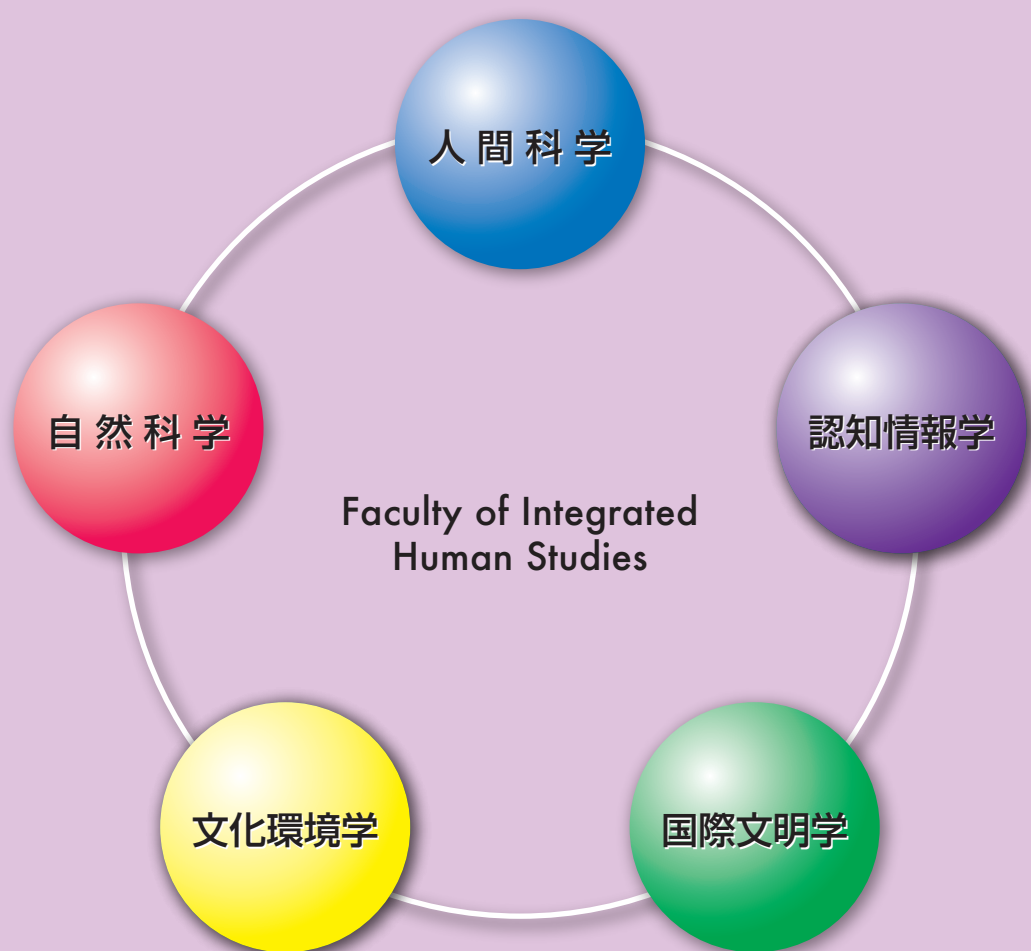 人間科学
自然科学
認知情報学
Faculty of Integrated
Human Studies
文化環境学
国際文明学